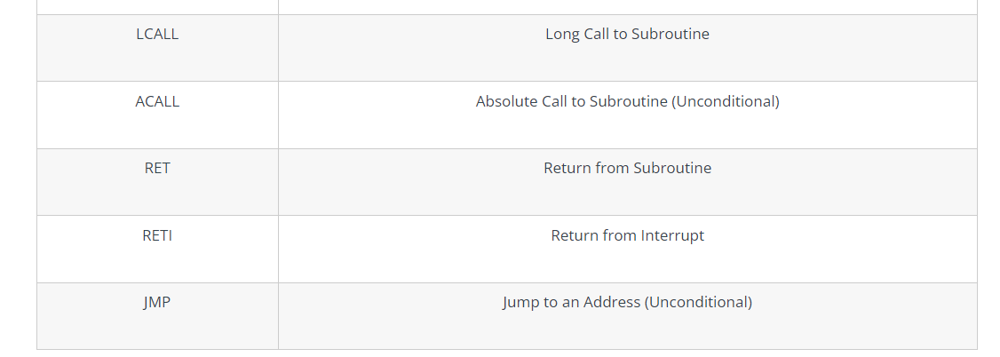 LCALL Long Call to Subroutine
ACALL Absolute Call to Subroutine (Unconditional)
RET Return from Subroutine
RETI Return from Interrupt
JMP Jump to an Address (Unconditional)